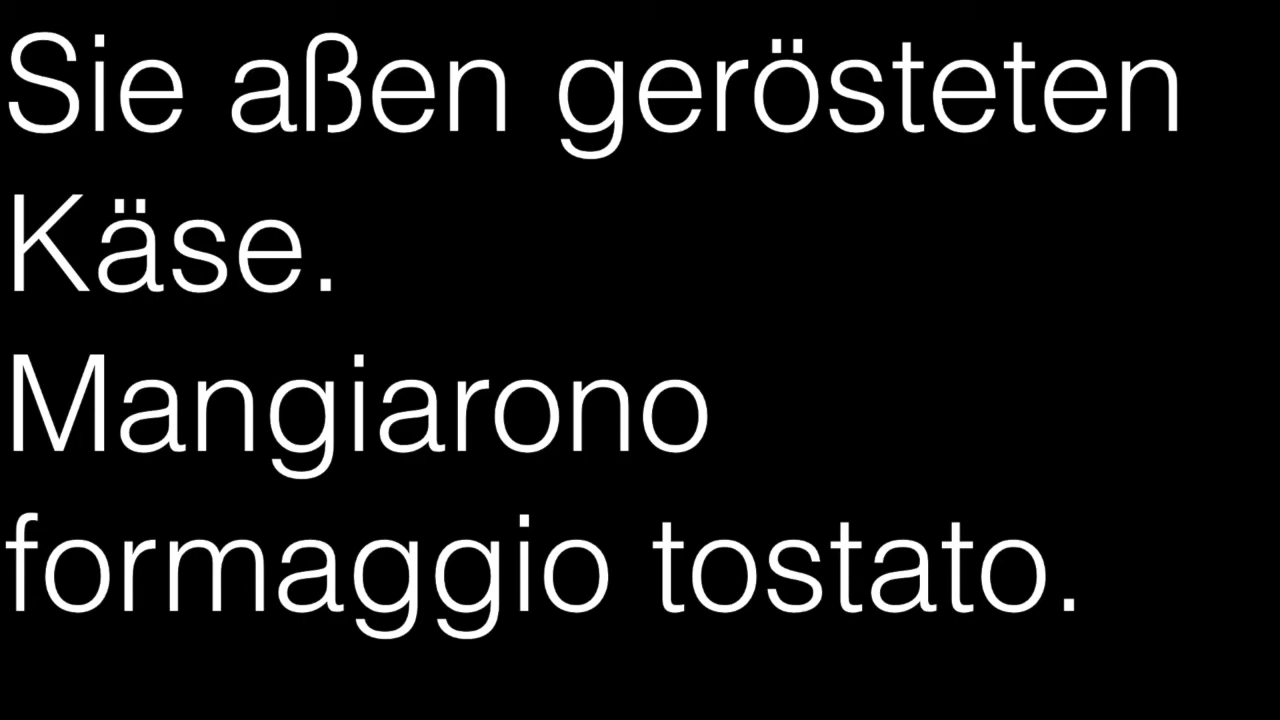 Sie aßen gerösteten
Käse.
Mangiarono
formaggio tostato.